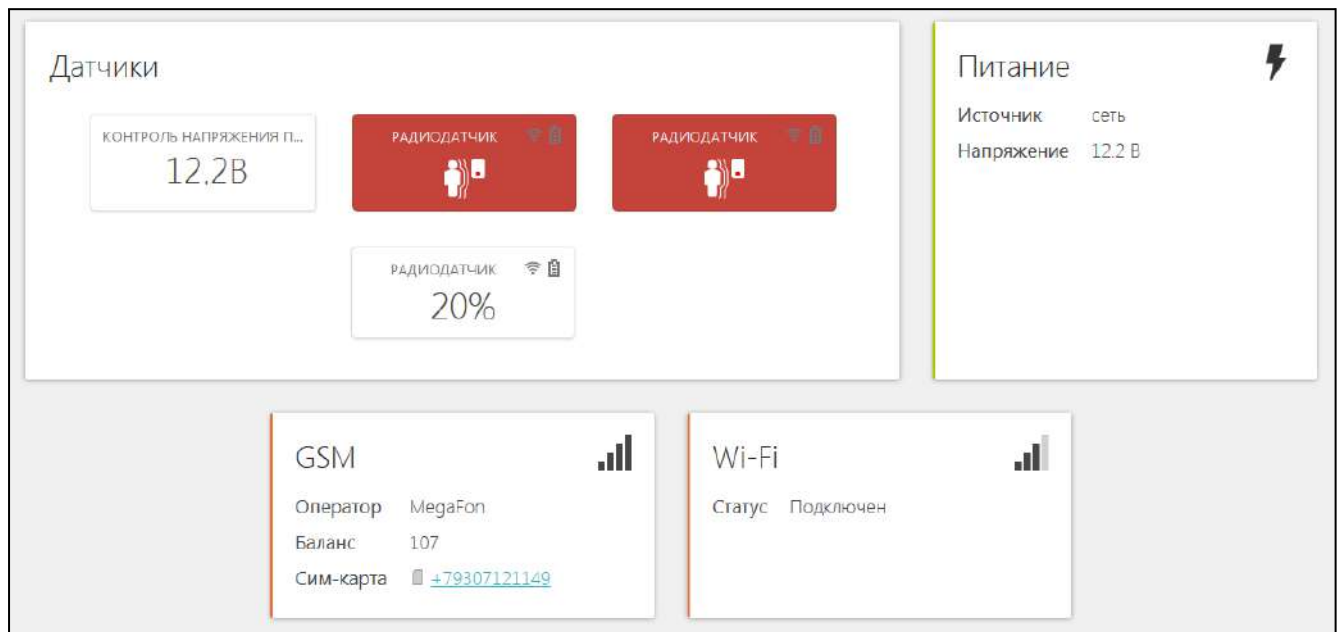 Датчики
КОНТРОЛЬ НАПРЯЖЕНИЯ П...
12,2В
РАДИОДАТЧИК
РАДИОДАТЧИК
РАДИОДАТЧИК
20%
Питание
Источник сеть
Напряжение 12.2 В
GSM
Оператор MegaFon
Баланс 107
Сим-карта +79307121149
Wi-Fi
Статус Подключен